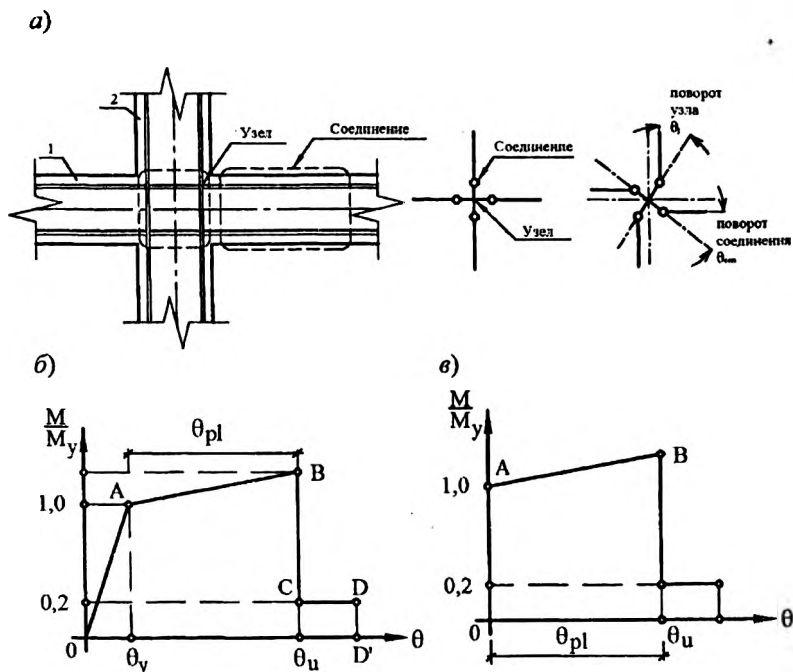 а)
2
1
Узел
Соединение
Соединение
Узел
поворот
узла
θj
поворот
соединения
б)
M
My
θpl
A
B
1,0
0,2
C
D
0
θy
θu
D'
θ
в)
M
My
A
B
1,0
0,2
0
θpl
θu
θ